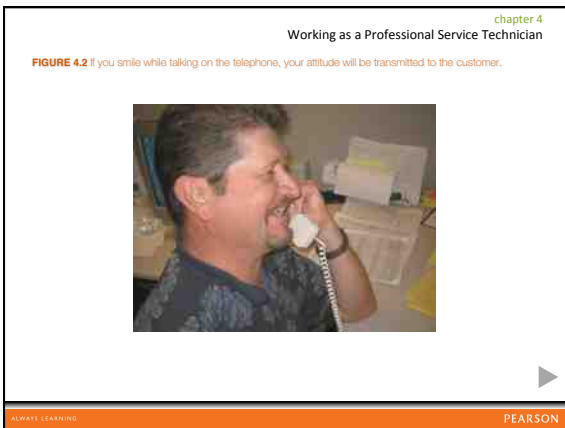 chapter 4
Working as a Professional Service Technician
FIGURE 4.2 If you smile while talking on the telephone, your attitude will be transmitted to the customer.
ALWAYS LEARNING
PEARSON